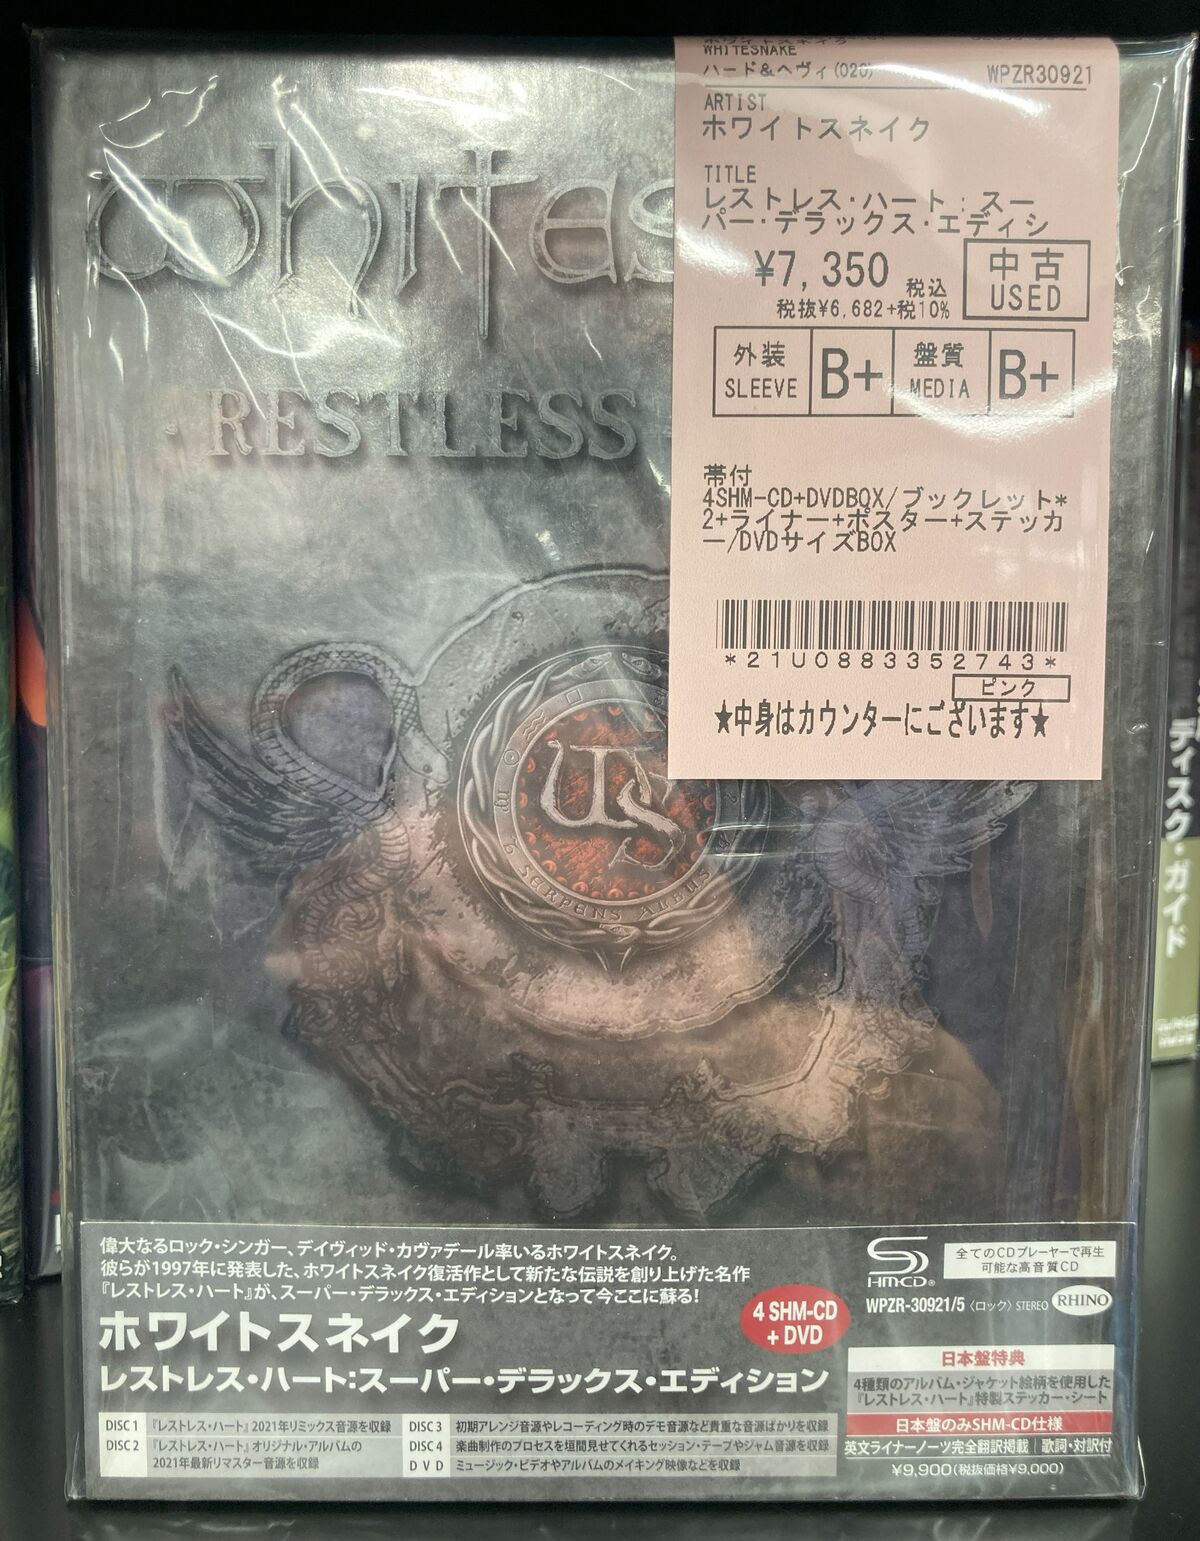 WHITESNAKE
ハード&ヘヴィ(020)
WPZR30921
ARTIST
ホワイトスネイク
TITLE
レストレス・ハート：スー
パー・デラックス・エディシ
¥7,350 税込
税抜¥6,682+税10%
中古
USED
外装
SLEEVE
B+
盤質
MEDIA
B+
帯付
4SHM-CD+DVDBOX/ブックレット*
2+ライナー+ポスター+ステッカ
ー/DVDサイズBOX
*21U0883352743*
ピンク
★中身はカウンターにございます★
WHITES
RESTLESS
SERPENS ALBUS
偉大なるロック・シンガー、デイヴィッド・カヴァデール率いるホワイトスネイク。
彼らが1997年に発表した、ホワイトスネイク復活作として新たな伝説を創り上げた名作
『レストレス・ハート』が、スーパー・デラックス・エディションとなって今ここに蘇る!
ホワイトスネイク
レストレス・ハート:スーパー・デラックス・エディション
4 SHM-CD
+ DVD
DISC 1 『レストレス・ハート』2021年リミックス音源を収録
DISC 2 『レストレス・ハート』オリジナル・アルバムの
2021年最新リマスター音源を収録
DISC 3 初期アレンジ音源やレコーディング時のデモ音源など貴重な音源ばかりを収録
DISC 4 楽曲制作のプロセスを垣間見せてくれるセッション・テープやジャム音源を収録
DVD ミュージック・ビデオやアルバムのメイキング映像などを収録
HMCD®
全てのCDプレーヤーで再生
可能な高音質CD
WPZR-30921/5 〈ロック〉 STEREO RHINO
日本盤特典
4種類のアルバム・ジャケット絵柄を使用した
『レストレス・ハート』特製ステッカー・シート
日本盤のみSHM-CD仕様
英文ライナーノーツ完全翻訳掲載｜歌詞・対訳付
¥9,900(税抜価格¥9,000)
ディスク・ガイド